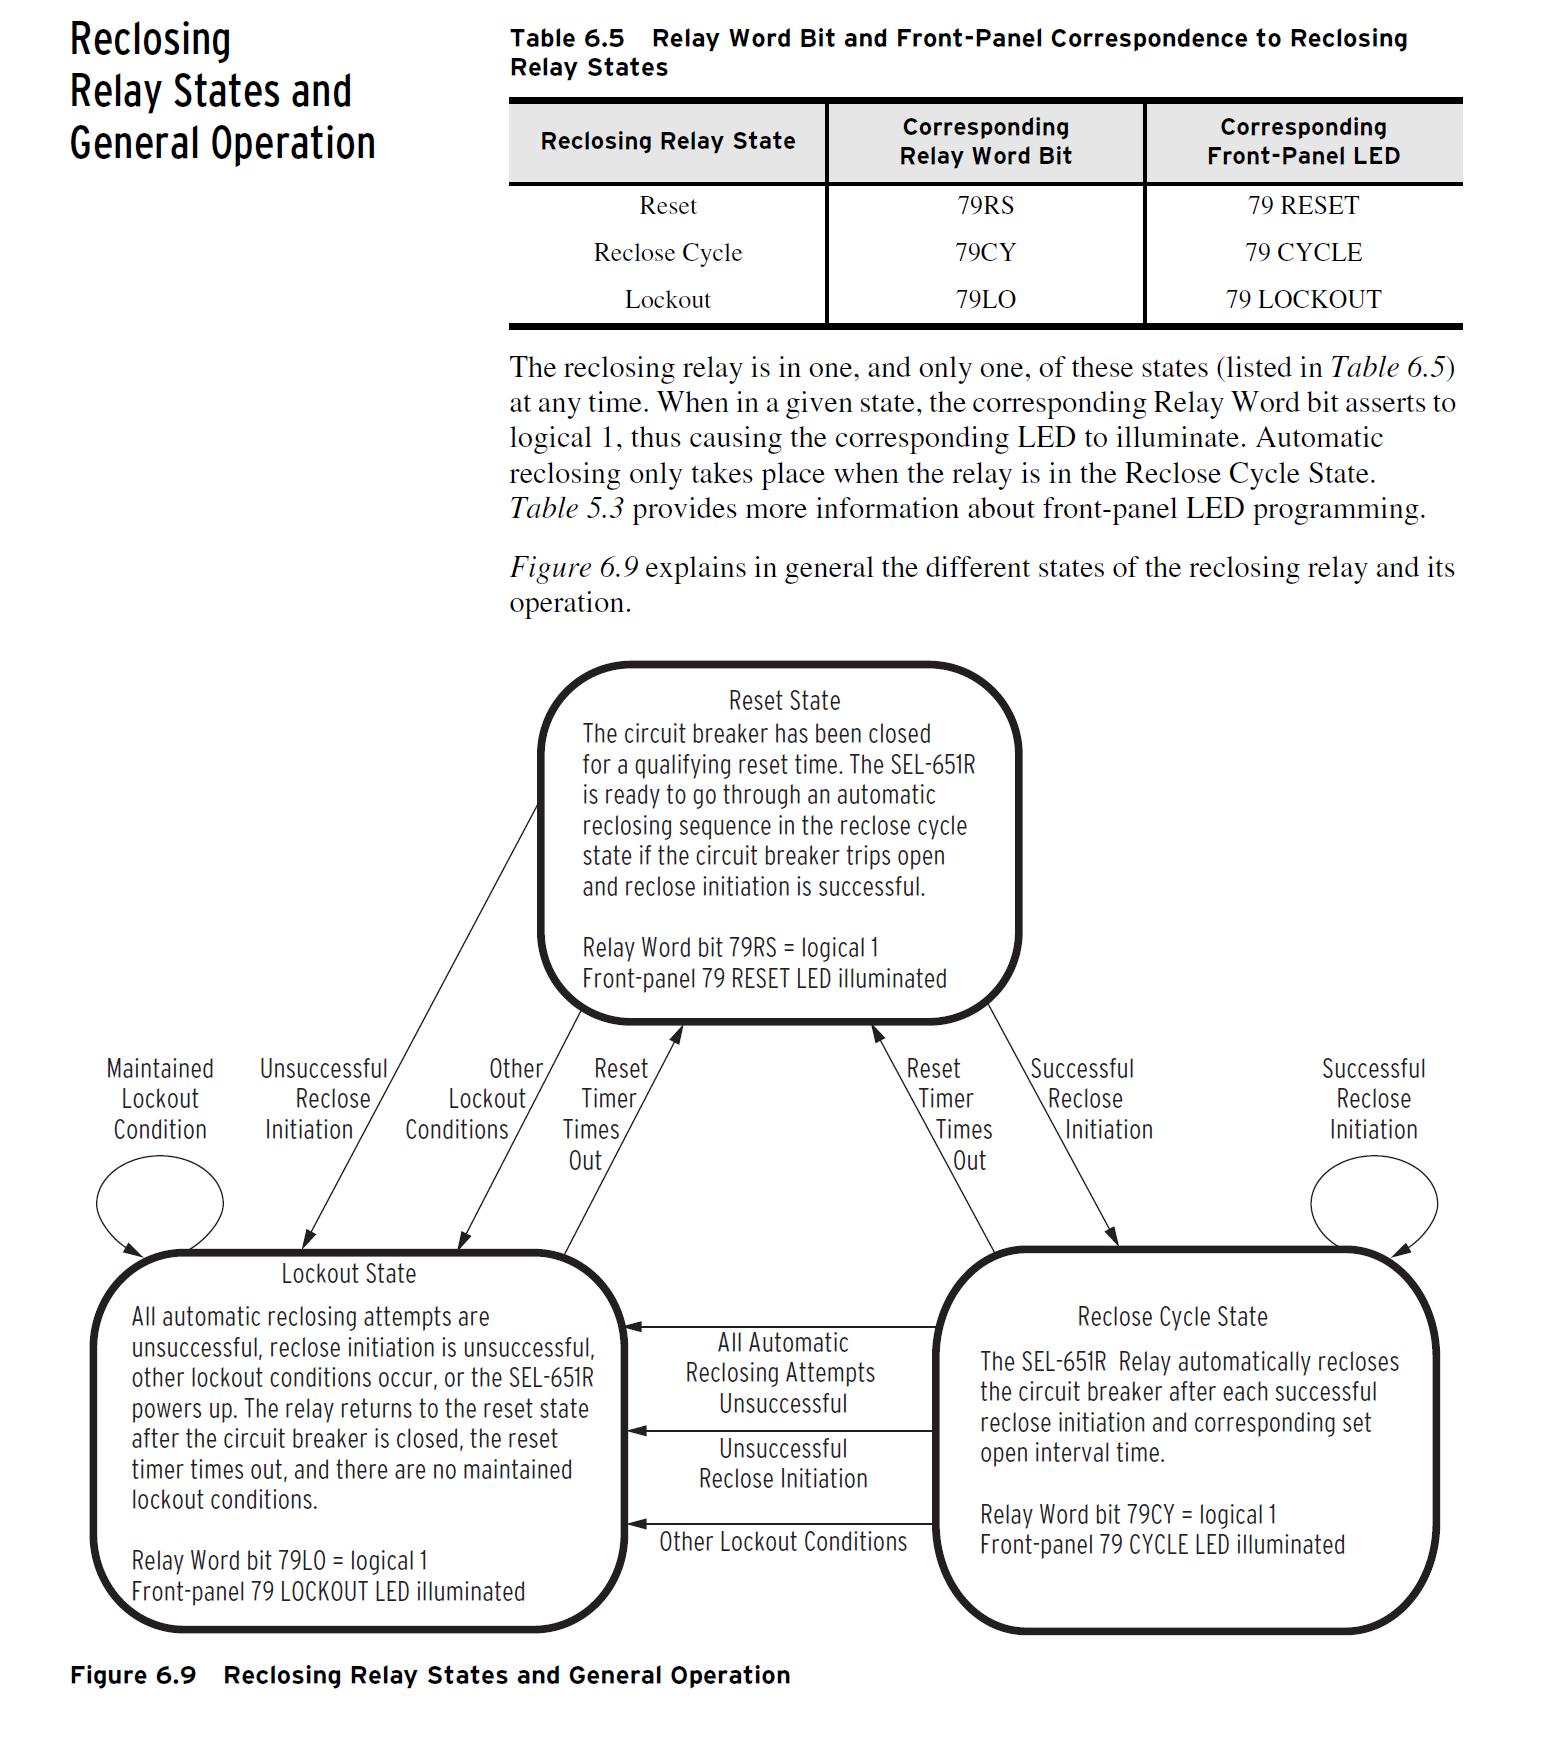 Reclosing
Relay States and
General Operation
Table 6.5 Relay Word Bit and Front-Panel Correspondence to Reclosing
Relay States
Reclosing Relay State
Corresponding
Relay Word Bit
Corresponding
Front-Panel LED
Reset 79RS 79 RESET
Reclose Cycle 79CY 79 CYCLE
Lockout 79LO 79 LOCKOUT
The reclosing relay is in one, and only one, of these states (listed in Table 6.5)
at any time. When in a given state, the corresponding Relay Word bit asserts to
logical 1, thus causing the corresponding LED to illuminate. Automatic
reclosing only takes place when the relay is in the Reclose Cycle State.
Table 5.3 provides more information about front-panel LED programming.
Figure 6.9 explains in general the different states of the reclosing relay and its
operation.
Reset State
The circuit breaker has been closed
for a qualifying reset time. The SEL-651R
is ready to go through an automatic
reclosing sequence in the reclose cycle
state if the circuit breaker trips open
and reclose initiation is successful.
Relay Word bit 79RS = logical 1
Front-panel 79 RESET LED illuminated
Maintained
Lockout
Condition
Unsuccessful
Reclose
Initiation
Other
Lockout
Conditions
Reset
Timer
Times
Out
Reset
Timer
Times
Out
Successful
Reclose
Initiation
Successful
Reclose
Initiation
Lockout State
All automatic reclosing attempts are
unsuccessful, reclose initiation is unsuccessful,
other lockout conditions occur, or the SEL-651R
powers up. The relay returns to the reset state
after the circuit breaker is closed, the reset
timer times out, and there are no maintained
lockout conditions.
Relay Word bit 79LO = logical 1
Front-panel 79 LOCKOUT LED illuminated
All Automatic
Reclosing Attempts
Unsuccessful
Unsuccessful
Reclose Initiation
Other Lockout Conditions
Reclose Cycle State
The SEL-651R Relay automatically recloses
the circuit breaker after each successful
reclose initiation and corresponding set
open interval time.
Relay Word bit 79CY = logical 1
Front-panel 79 CYCLE LED illuminated
Figure 6.9 Reclosing Relay States and General Operation